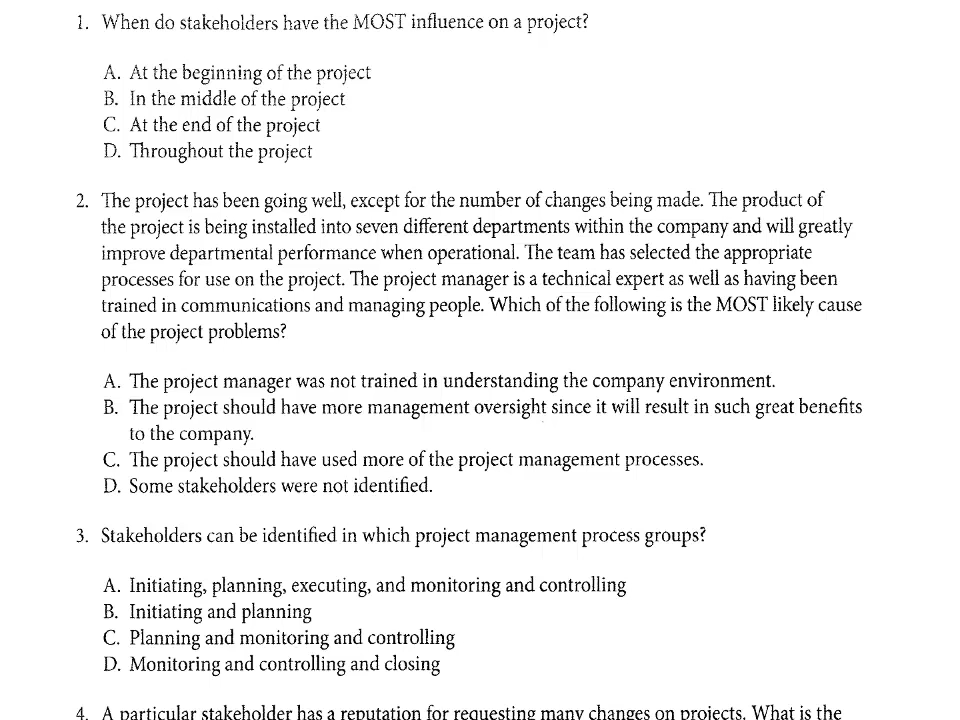 1. When do stakeholders have the MOST influence on a project?
A. At the beginning of the project
B. In the middle of the project
C. At the end of the project
D. Throughout the project
2. The project has been going well, except for the number of changes being made. The product of
the project is being installed into seven different departments within the company and will greatly
improve departmental performance when operational. The team has selected the appropriate
processes for use on the project. The project manager is a technical expert as well as having been
trained in communications and managing people. Which of the following is the MOST likely cause
of the project problems?
A. The project manager was not trained in understanding the company environment.
B. The project should have more management oversight since it will result in such great benefits
to the company.
C. The project should have used more of the project management processes.
D. Some stakeholders were not identified.
3. Stakeholders can be identified in which project management process groups?
A. Initiating, planning, executing, and monitoring and controlling
B. Initiating and planning
C. Planning and monitoring and controlling
D. Monitoring and controlling and closing
4. A particular stakeholder has a reputation for requesting many changes on projects. What is the